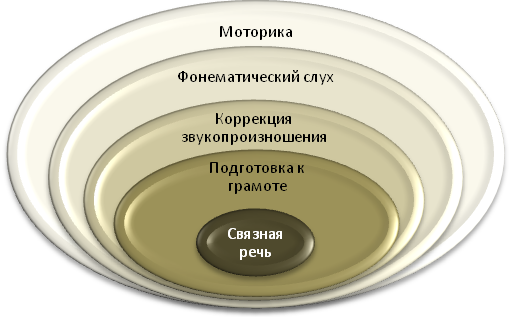 Моторика
Фонематический слух
Коррекция
звукопроизношения
Подготовка к
грамоте
Связная
речь